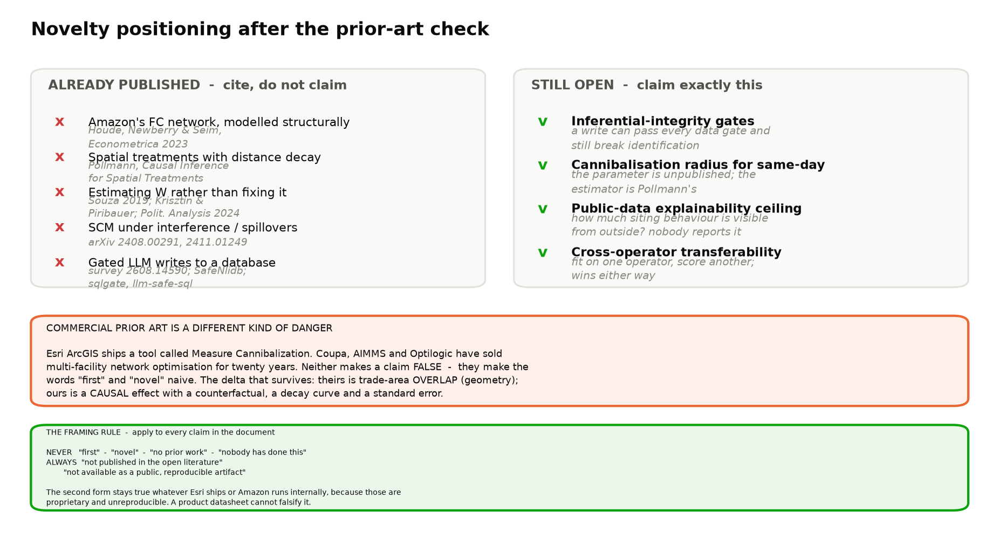 Novelty positioning after the prior-art check
ALREADY PUBLISHED  -  cite, do not claim
x Amazon's FC network, modelled structurally
Houde, Newberry & Seim,
Econometrica 2023
x Spatial treatments with distance decay
Pollmann, Causal Inference
for Spatial Treatments
x Estimating W rather than fixing it
Souza 2019; Krisztin &
Piribauer; Polit. Analysis 2024
x SCM under interference / spillovers
arXiv 2408.00291, 2411.01249
x Gated LLM writes to a database
survey 2608.14590; SafeNlidb;
sqlgate, llm-safe-sql
STILL OPEN  -  claim exactly this
v Inferential-integrity gates
a write can pass every data gate and
still break identification
v Cannibalisation radius for same-day
the parameter is unpublished; the
estimator is Pollmann's
v Public-data explainability ceiling
how much siting behaviour is visible
from outside? nobody reports it
v Cross-operator transferability
fit on one operator, score another;
wins either way
COMMERCIAL PRIOR ART IS A DIFFERENT KIND OF DANGER
Esri ArcGIS ships a tool called Measure Cannibalization. Coupa, AIMMS and Optilogic have sold
multi-facility network optimisation for twenty years. Neither makes a claim FALSE  -  they make the
words "first" and "novel" naive. The delta that survives: theirs is trade-area OVERLAP (geometry);
ours is a CAUSAL effect with a counterfactual, a decay curve and a standard error.
THE FRAMING RULE  -  apply to every claim in the document
NEVER   "first"  -  "novel"  -  "no prior work"  -  "nobody has done this"
ALWAYS  "not published in the open literature"
"not available as a public, reproducible artifact"
The second form stays true whatever Esri ships or Amazon runs internally, because those are
proprietary and unreproducible. A product datasheet cannot falsify it.